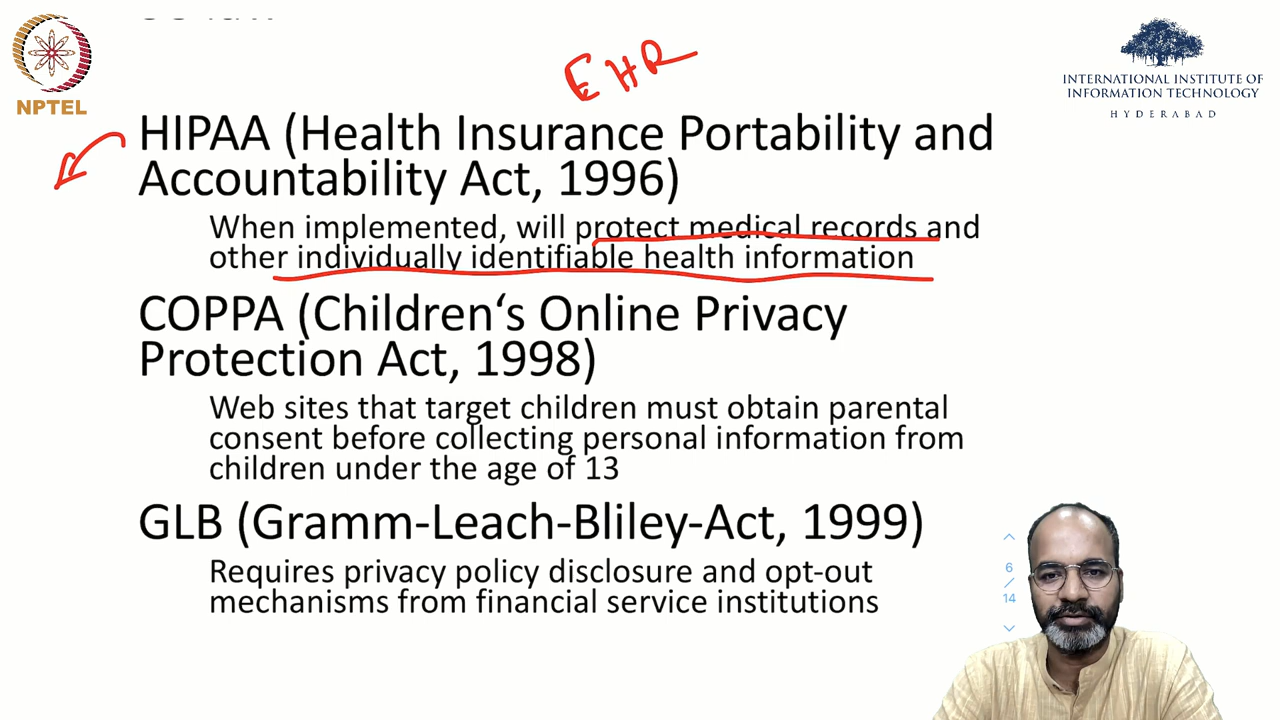 EHR
NPTEL
INTERNATIONAL INSTITUTE OF
INFORMATION TECHNOLOGY
HYDERABAD
HIPAA (Health Insurance Portability and
Accountability Act, 1996)
When implemented, will protect medical records and
other individually identifiable health information
COPPA (Children‘s Online Privacy
Protection Act, 1998)
Web sites that target children must obtain parental
consent before collecting personal information from
children under the age of 13
GLB (Gramm-Leach-Bliley-Act, 1999)
Requires privacy policy disclosure and opt-out
mechanisms from financial service institutions
6
/
14